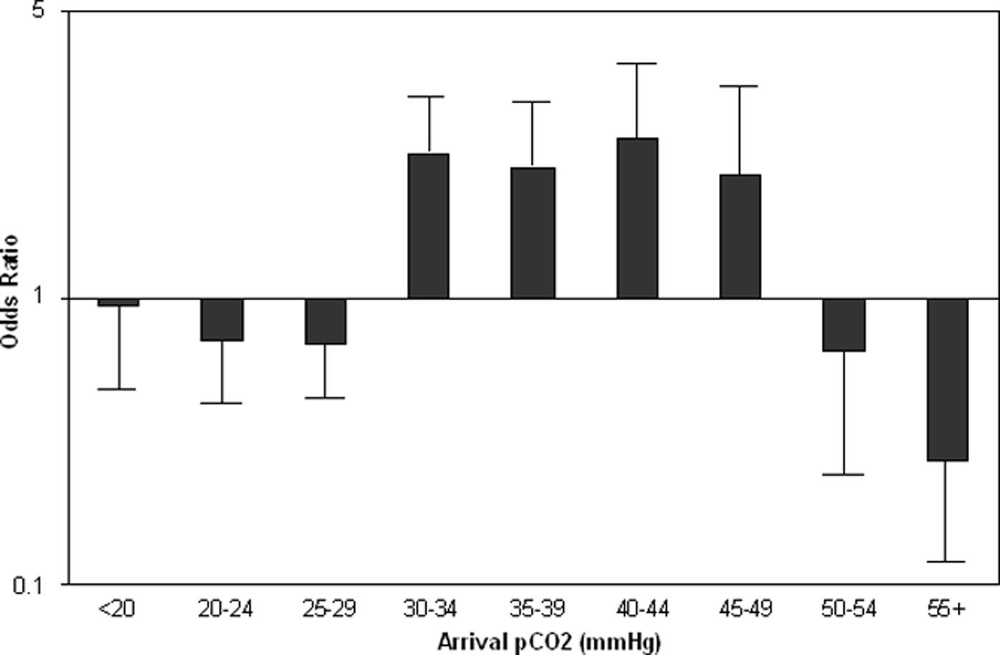 5
Odds Ratio
1
0.1
<20 20-24 25-29 30-34 35-39 40-44 45-49 50-54 55+
Arrival pCO2 (mmHg)